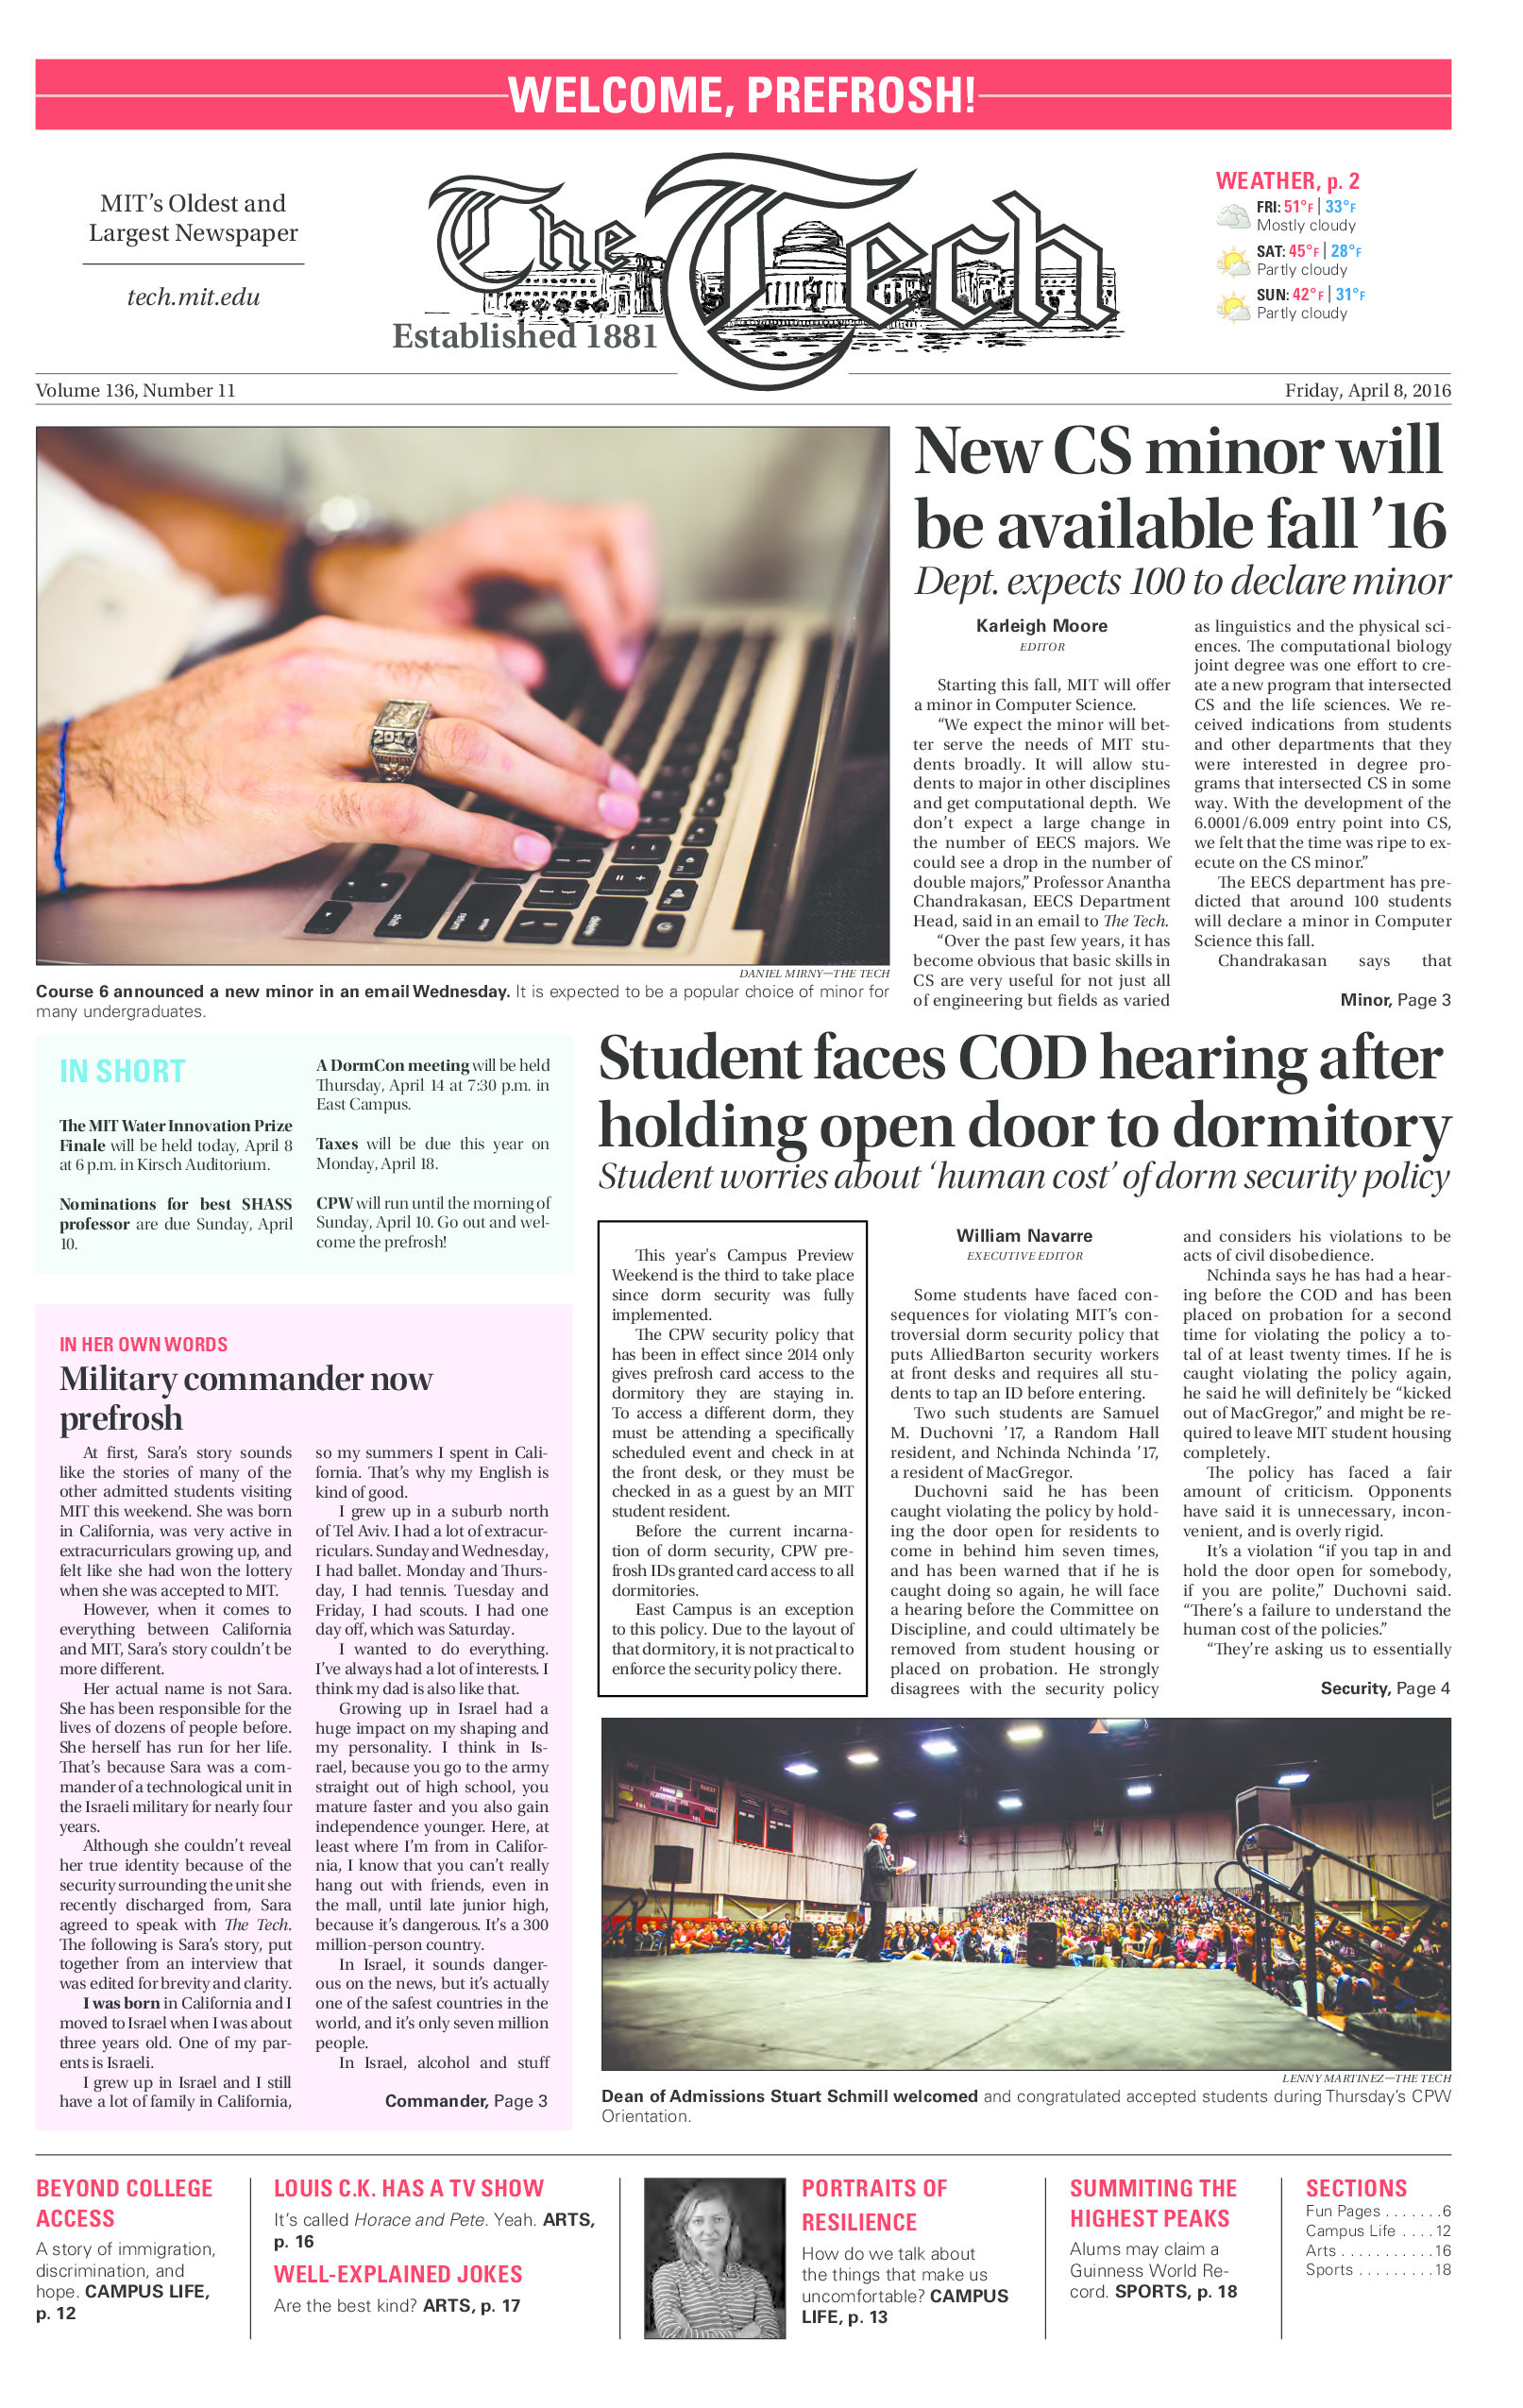 WELCOME, PREFROSH!
MIT’s Oldest and
Largest Newspaper
tech.mit.edu
The Tech
Established 1881
WEATHER, p. 2
FRI: 51°F | 33°F
Mostly cloudy
SAT: 45°F | 28°F
Partly cloudy
SUN: 42°F | 31°F
Partly cloudy
Volume 136, Number 11
Friday, April 8, 2016
2017
DANIEL MIRNY—THE TECH
Course 6 announced a new minor in an email Wednesday. It is expected to be a popular choice of minor for
many undergraduates.
New CS minor will
be available fall ’16
Dept. expects 100 to declare minor
Karleigh Moore
EDITOR
Starting this fall, MIT will offer
a minor in Computer Science.
“We expect the minor will bet-
ter serve the needs of MIT stu-
dents broadly. It will allow stu-
dents to major in other disciplines
and get computational depth. We
don’t expect a large change in
the number of EECS majors. We
could see a drop in the number of
double majors,” Professor Anantha
Chandrakasan, EECS Department
Head, said in an email to The Tech.
“Over the past few years, it has
become obvious that basic skills in
CS are very useful for not just all
of engineering but fields as varied
as linguistics and the physical sci-
ences. The computational biology
joint degree was one effort to cre-
ate a new program that intersected
CS and the life sciences. We re-
ceived indications from students
and other departments that they
were interested in degree pro-
grams that intersected CS in some
way. With the development of the
6.0001/6.009 entry point into CS,
we felt that the time was ripe to ex-
ecute on the CS minor.”
The EECS department has pre-
dicted that around 100 students
will declare a minor in Computer
Science this fall.
Chandrakasan says that
Minor, Page 3
IN SHORT
The MIT Water Innovation Prize
Finale will be held today, April 8
at 6 p.m. in Kirsch Auditorium.
Nominations for best SHASS
professor are due Sunday, April
10.
A DormCon meeting will be held
Thursday, April 14 at 7:30 p.m. in
East Campus.
Taxes will be due this year on
Monday, April 18.
CPW will run until the morning of
Sunday, April 10. Go out and wel-
come the prefrosh!
Student faces COD hearing after
holding open door to dormitory
Student worries about ‘human cost’ of dorm security policy
This year's Campus Preview
Weekend is the third to take place
since dorm security was fully
implemented.
The CPW security policy that
has been in effect since 2014 only
gives prefrosh card access to the
dormitory they are staying in.
To access a different dorm, they
must be attending a specifically
scheduled event and check in at
the front desk, or they must be
checked in as a guest by an MIT
student resident.
Before the current incarna-
tion of dorm security, CPW pre-
frosh IDs granted card access to all
dormitories.
East Campus is an exception
to this policy. Due to the layout of
that dormitory, it is not practical to
enforce the security policy there.
William Navarre
EXECUTIVE EDITOR
Some students have faced con-
sequences for violating MIT’s con-
troversial dorm security policy that
puts AlliedBarton security workers
at front desks and requires all stu-
dents to tap an ID before entering.
Two such students are Samuel
M. Duchovni ’17, a Random Hall
resident, and Nchinda Nchinda ’17,
a resident of MacGregor.
Duchovni said he has been
caught violating the policy by hold-
ing the door open for residents to
come in behind him seven times,
and has been warned that if he is
caught doing so again, he will face
a hearing before the Committee on
Discipline, and could ultimately be
removed from student housing or
placed on probation. He strongly
disagrees with the security policy
and considers his violations to be
acts of civil disobedience.
Nchinda says he has had a hear-
ing before the COD and has been
placed on probation for a second
time for violating the policy a to-
tal of at least twenty times. If he is
caught violating the policy again,
he said he will definitely be “kicked
out of MacGregor,” and might be re-
quired to leave MIT student housing
completely.
The policy has faced a fair
amount of criticism. Opponents
have said it is unnecessary, incon-
venient, and is overly rigid.
It’s a violation “if you tap in and
hold the door open for somebody,
if you are polite,” Duchovni said.
“There’s a failure to understand the
human cost of the policies.”
“They’re asking us to essentially
Security, Page 4
IN HER OWN WORDS
Military commander now
prefrosh
At first, Sara’s story sounds
like the stories of many of the
other admitted students visiting
MIT this weekend. She was born
in California, was very active in
extracurriculars growing up, and
felt like she had won the lottery
when she was accepted to MIT.
However, when it comes to
everything between California
and MIT, Sara’s story couldn’t be
more different.
Her actual name is not Sara.
She has been responsible for the
lives of dozens of people before.
She herself has run for her life.
That’s because Sara was a com-
mander of a technological unit in
the Israeli military for nearly four
years.
Although she couldn’t reveal
her true identity because of the
security surrounding the unit she
recently discharged from, Sara
agreed to speak with The Tech.
The following is Sara’s story, put
together from an interview that
was edited for brevity and clarity.
I was born in California and I
moved to Israel when I was about
three years old. One of my par-
ents is Israeli.
I grew up in Israel and I still
have a lot of family in California,
so my summers I spent in Cali-
fornia. That’s why my English is
kind of good.
I grew up in a suburb north
of Tel Aviv. I had a lot of extracur-
riculars. Sunday and Wednesday,
I had ballet. Monday and Thurs-
day, I had tennis. Tuesday and
Friday, I had scouts. I had one
day off, which was Saturday.
I wanted to do everything.
I’ve always had a lot of interests. I
think my dad is also like that.
Growing up in Israel had a
huge impact on my shaping and
my personality. I think in Is-
rael, because you go to the army
straight out of high school, you
mature faster and you also gain
independence younger. Here, at
least where I’m from in Califor-
nia, I know that you can’t really
hang out with friends, even in
the mall, until late junior high,
because it’s dangerous. It’s a 300
million-person country.
In Israel, it sounds danger-
ous on the news, but it’s actually
one of the safest countries in the
world, and it’s only seven million
people.
In Israel, alcohol and stuff
Commander, Page 3
LENNY MARTINEZ—THE TECH
Dean of Admissions Stuart Schmill welcomed and congratulated accepted students during Thursday’s CPW
Orientation.
BEYOND COLLEGE
ACCESS
A story of immigration,
discrimination, and
hope. CAMPUS LIFE,
p. 12
LOUIS C.K. HAS A TV SHOW
It’s called Horace and Pete. Yeah. ARTS,
p. 16
WELL-EXPLAINED JOKES
Are the best kind? ARTS, p. 17
PORTRAITS OF
RESILIENCE
How do we talk about
the things that make us
uncomfortable? CAMPUS
LIFE, p. 13
SUMMITING THE
HIGHEST PEAKS
Alums may claim a
Guinness World Re-
cord. SPORTS, p. 18
SECTIONS
Fun Pages . . . . . . .6
Campus Life . . . . 12
Arts . . . . . . . . . . .16
Sports . . . . . . . . .18